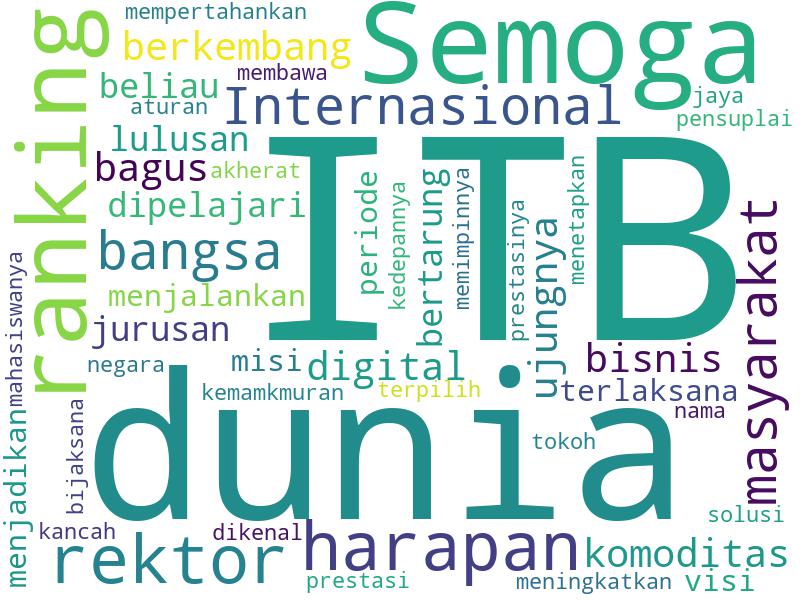 mempertahankan
Semoga
berkembang
ranking
membawa
beliau
aturan
Internasional
jaya
pensuplai
lulusan
ITB
bagus
akherat
periode
kedepannya
bertarung
memimpinnya
prestasinya
ujungnya
menetapkan
dipelajari
masyarakat
bangsa
mahasiswanya
menjalankan
jurusan
negara
misi
digital
bisnis
kemamkmuran
terpilih
terlaksana
dunia
nama
menjadikan
bijaksana
tokoh
solusi
kancah
dikenal
rektor
harapan
komoditas
prestasi
meningkatkan
visi